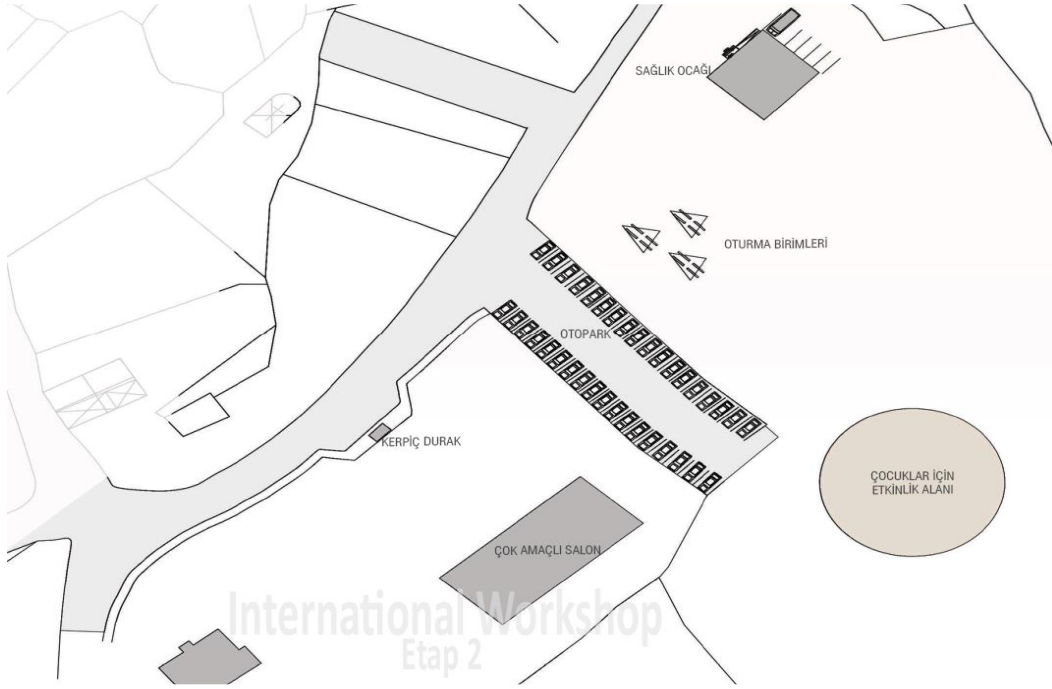 SAĞLIK OCAĞI
OTURMA BİRİMLERİ
OTOPARK
KERPİÇ DURAK
ÇOCUKLAR İÇİN
ETKİNLİK ALANI
ÇOK AMAÇLI SALON
International Workshop
Etap 2